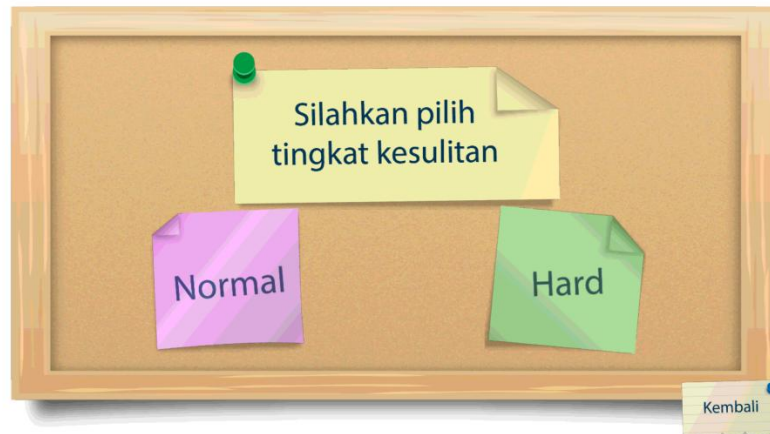 Silahkan pilih
tingkat kesulitan
Normal
Hard
Kembali